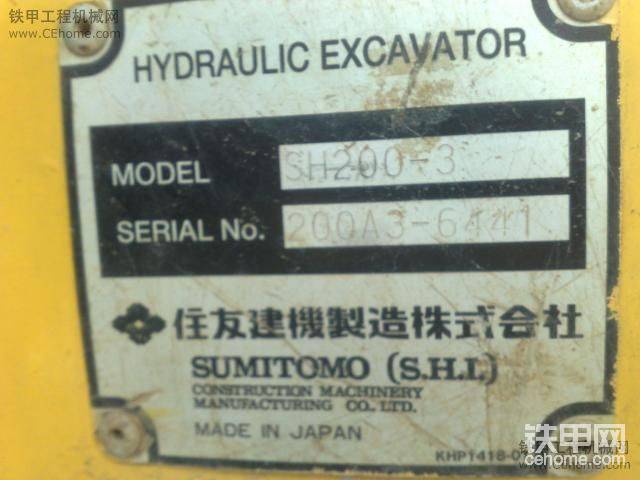 铁甲工程机械网
www.CEhome.com
HYDRAULIC EXCAVATOR
MODEL SH200-3
SERIAL No. 200A3-6441
住友建機製造株式会社
SUMITOMO (S.H.I.)
CONSTRUCTION MACHINERY
MANUFACTURING CO., LTD.
MADE IN JAPAN
铁甲网
cehome.com